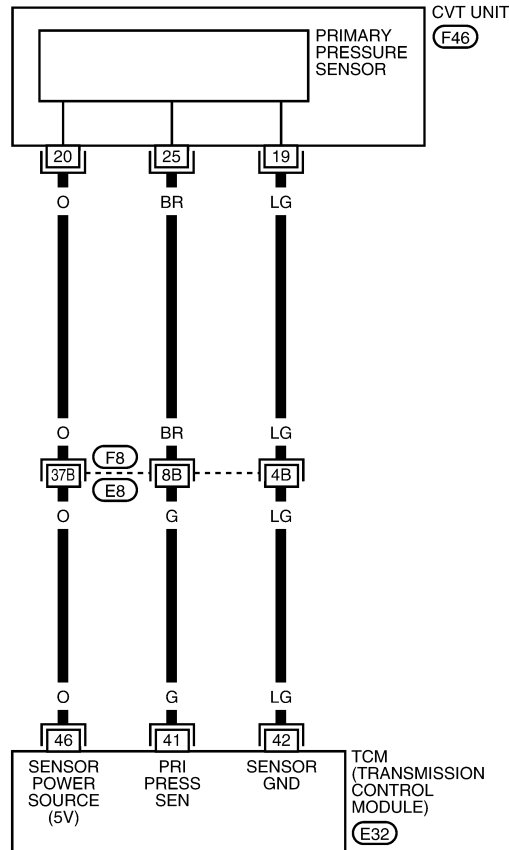 CVT UNIT
F46
PRIMARY
PRESSURE
SENSOR
20 25 19
O BR LG
O BR LG
F8
37B 8B 4B
E8
O G LG
O G LG
46 41 42
SENSOR
POWER
SOURCE
(5V)
PRI
PRESS
SEN
SENSOR
GND
TCM
(TRANSMISSION
CONTROL
MODULE)
E32